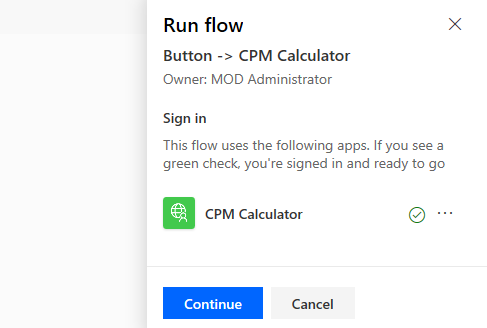 Run flow
Button -> CPM Calculator
Owner: MOD Administrator
Sign in
This flow uses the following apps. If you see a
green check, you're signed in and ready to go
CPM Calculator
Continue
Cancel